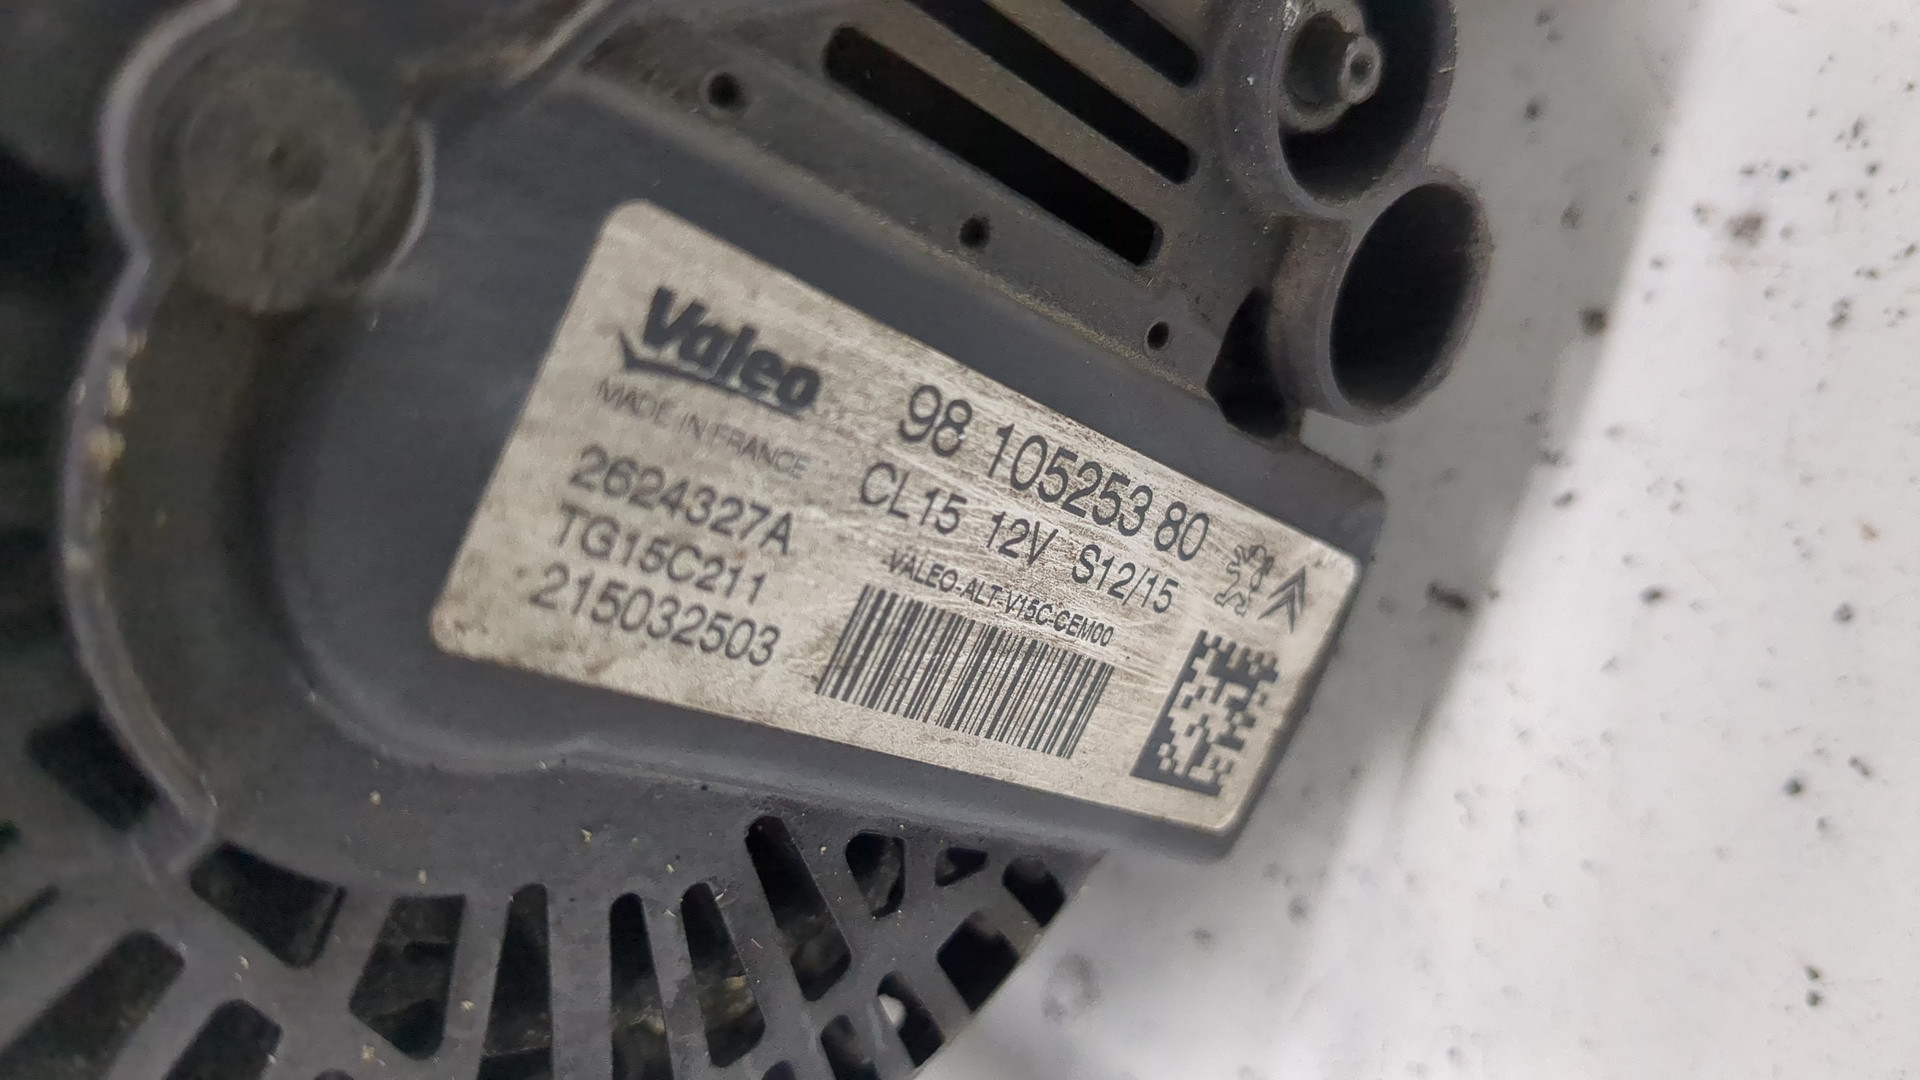 Valeo
MADE IN FRANCE
2624327A
TG15C211
215032503
98 105253 80
CL15 12V S12/15
-VALEO-ALT-V15C-CEM00